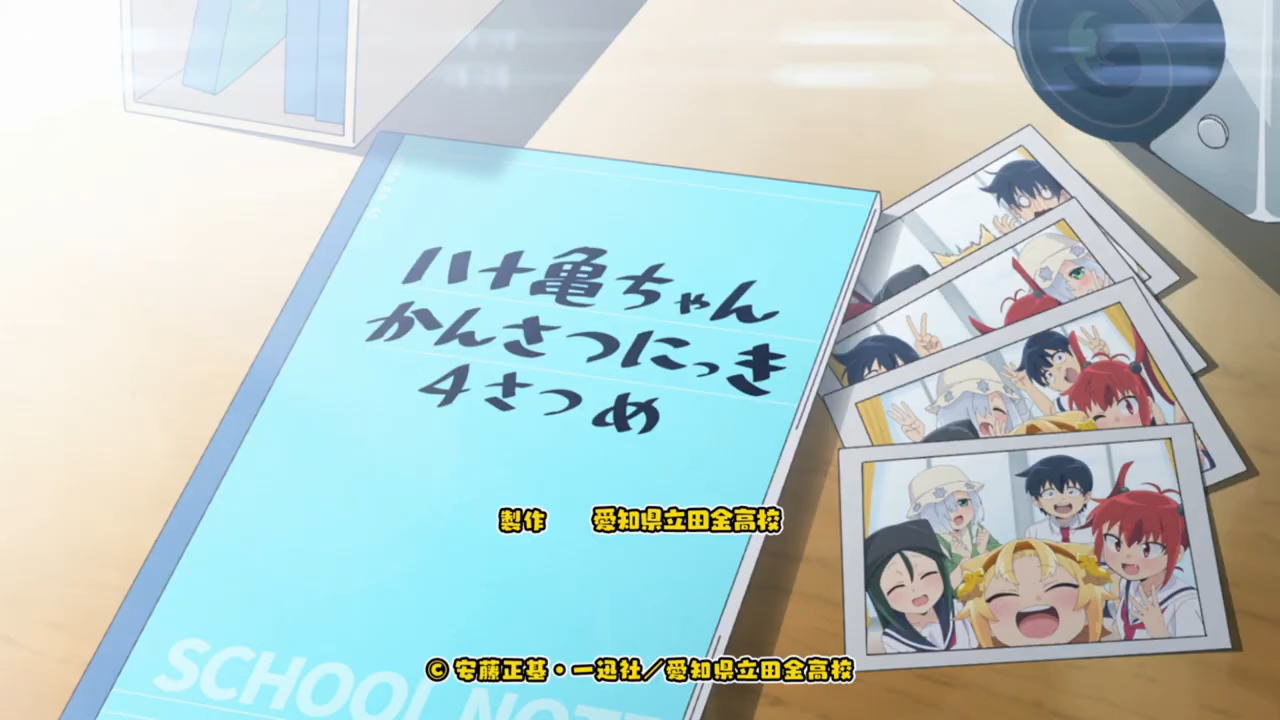 ハナ亀ちゃん
かんさつにっき
4さつめ
製作 愛知県立田金高校
SCHOOL NOTE
© 安藤正基・一迅社／愛知県立田金高校